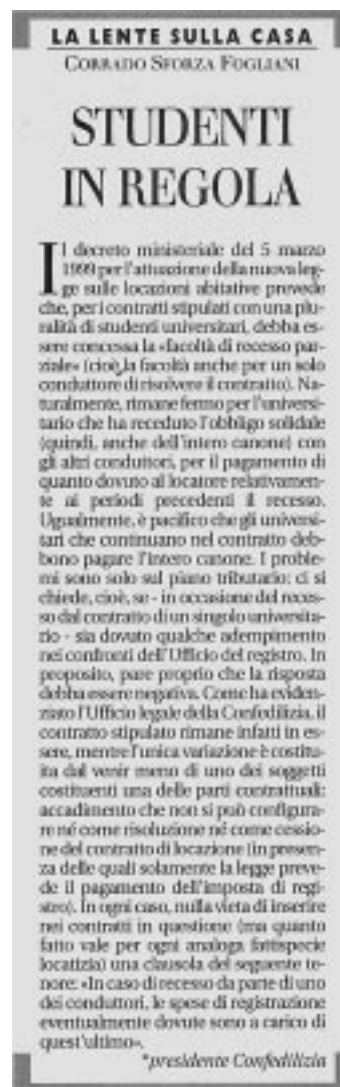 LA LENTE SULLA CASA
CORRADO SFORZA FOGLIANI
STUDENTI
IN REGOLA
Il decreto ministeriale del 5 marzo
1999 per l'attuazione della nuova leg-
ge sulle locazioni abitative prevede
che, per i contratti stipulati con una plu-
ralità di studenti universitari, debba es-
sere concessa la «facoltà di recesso par-
ziale» (cioè, la facoltà anche per un solo
conduttore di risolvere il contratto). Na-
turalmente, rimane fermo per l'universi-
tario che ha receduto l'obbligo solidale
(quindi, anche dell'intero canone) con
gli altri conduttori, per il pagamento di
quanto dovuto al locatore relativamen-
te ai periodi precedenti il recesso.
Ugualmente, è pacifico che gli universi-
tari che continuano nel contratto deb-
bono pagare l'intero canone. I proble-
mi sono solo sul piano tributario: ci si
chiede, cioè, se - in occasione del reces-
so dal contratto di un singolo universita-
rio - sia dovuto qualche adempimento
nei confronti dell'Ufficio del registro. In
proposito, pare proprio che la risposta
debba essere negativa. Come ha eviden-
ziato l'Ufficio legale della Confedilizia, il
contratto stipulato rimane infatti in es-
sere, mentre l'unica variazione è costitu-
ita dal venir meno di uno dei soggetti
costituenti una delle parti contrattuali:
accadimento che non si può configura-
re né come risoluzione né come cessio-
ne del contratto di locazione (in presen-
za delle quali solamente la legge preve-
de il pagamento dell'imposta di regi-
stro). In ogni caso, nulla vieta di inserire
nei contratti in questione (ma quanto
fatto vale per ogni analoga fattispecie
locatizia) una clausola del seguente te-
nore: «In caso di recesso da parte di uno
dei conduttori, le spese di registrazione
eventualmente dovute sono a carico di
quest'ultimo».
*presidente Confedilizia